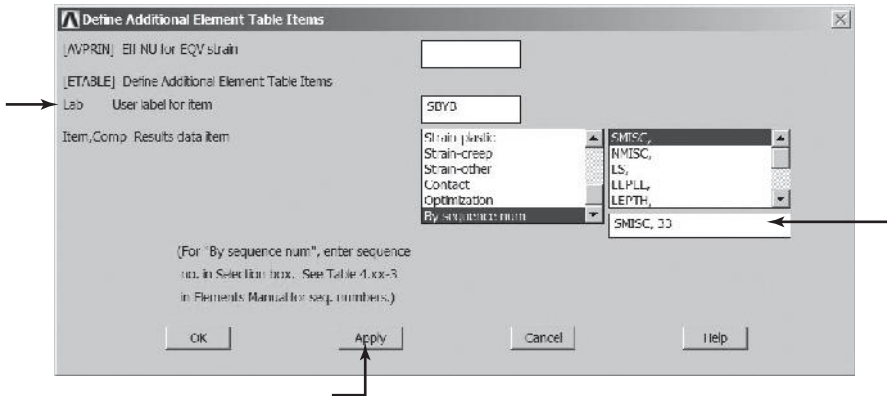 Define Additional Element Table Items
[AVPRIN] Eff NU for EQV strain
[ETABLE] Define Additional Element Table Items
Lab User label for item SBYB
Item,Comp Results data item
Strain-plastic
Strain-creep
Strain-other
Contact
Optimization
By sequence num
SMISC,
NMISC,
LS,
LEPEL,
LEPTH,
SMISC, 33
(For "By sequence num", enter sequence
no. in Selection box. See Table 4.xx-3
in Elements Manual for seq. numbers.)
OK Apply Cancel Help